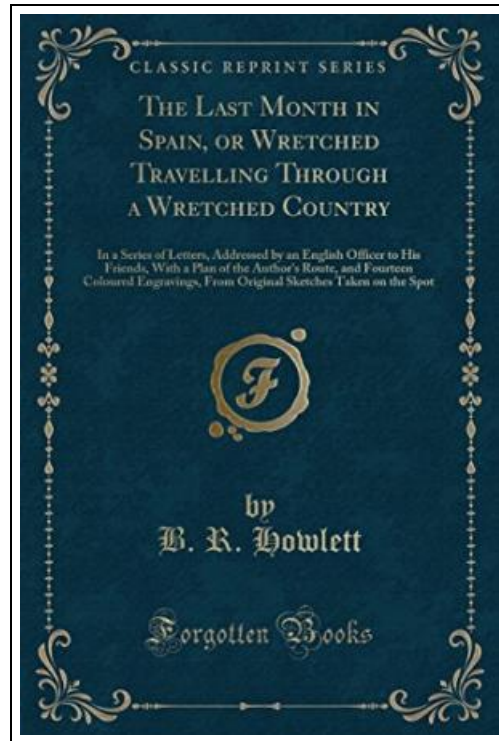 CLASSIC REPRINT SERIES
THE LAST MONTH IN
SPAIN, OR WRETCHED
TRAVELLING THROUGH
A WRETCHED COUNTRY
In a Series of Letters, Addressed by an English Officer to His
Friends, With a Plan of the Author's Route, and Fourteen
Coloured Engravings, From Original Sketches Taken on the Spot
F
by
B. R. Howlett
Forgotten Books